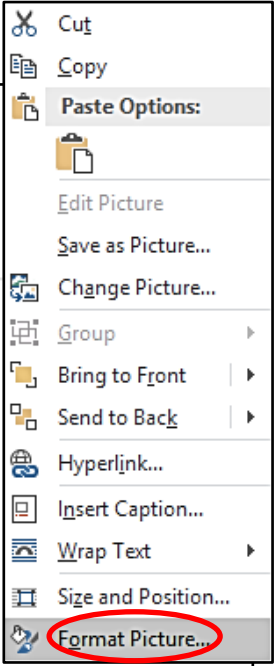 Cut
Copy
Paste Options:
Edit Picture
Save as Picture...
Change Picture...
Group
Bring to Front
Send to Back
Hyperlink...
Insert Caption...
Wrap Text
Size and Position...
Format Picture...